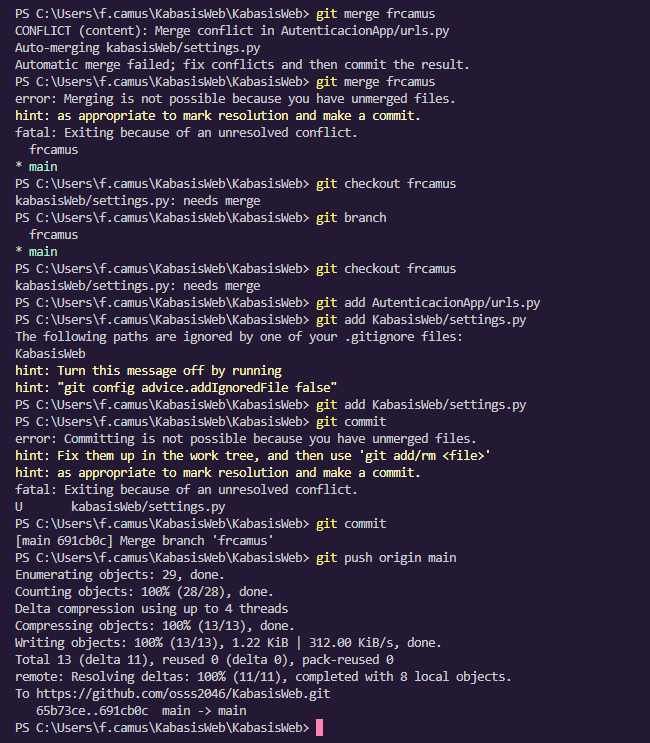 PS C:\Users\f.camus\KabasisWeb\KabasisWeb> git merge frcamus
CONFLICT (content): Merge conflict in AutenticacionApp/urls.py
Auto-merging kabasisWeb/settings.py
Automatic merge failed; fix conflicts and then commit the result.
PS C:\Users\f.camus\KabasisWeb\KabasisWeb> git merge frcamus
error: Merging is not possible because you have unmerged files.
hint: as appropriate to mark resolution and make a commit.
fatal: Exiting because of an unresolved conflict.
  frcamus
* main
PS C:\Users\f.camus\KabasisWeb\KabasisWeb> git checkout frcamus
kabasisWeb/settings.py: needs merge
PS C:\Users\f.camus\KabasisWeb\KabasisWeb> git branch
  frcamus
* main
PS C:\Users\f.camus\KabasisWeb\KabasisWeb> git checkout frcamus
kabasisWeb/settings.py: needs merge
PS C:\Users\f.camus\KabasisWeb\KabasisWeb> git add AutenticacionApp/urls.py
PS C:\Users\f.camus\KabasisWeb\KabasisWeb> git add KabasisWeb/settings.py
The following paths are ignored by one of your .gitignore files:
KabasisWeb
hint: Turn this message off by running
hint: "git config advice.addIgnoredFile false"
PS C:\Users\f.camus\KabasisWeb\KabasisWeb> git add KabasisWeb/settings.py
PS C:\Users\f.camus\KabasisWeb\KabasisWeb> git commit
error: Committing is not possible because you have unmerged files.
hint: Fix them up in the work tree, and then use 'git add/rm <file>'
hint: as appropriate to mark resolution and make a commit.
fatal: Exiting because of an unresolved conflict.
U       kabasisWeb/settings.py
PS C:\Users\f.camus\KabasisWeb\KabasisWeb> git commit
[main 691cb0c] Merge branch 'frcamus'
PS C:\Users\f.camus\KabasisWeb\KabasisWeb> git push origin main
Enumerating objects: 29, done.
Counting objects: 100% (28/28), done.
Delta compression using up to 4 threads
Compressing objects: 100% (13/13), done.
Writing objects: 100% (13/13), 1.22 KiB | 312.00 KiB/s, done.
Total 13 (delta 11), reused 0 (delta 0), pack-reused 0
remote: Resolving deltas: 100% (11/11), completed with 8 local objects.
To https://github.com/osss2046/KabasisWeb.git
   65b73ce..691cb0c  main -> main
PS C:\Users\f.camus\KabasisWeb\KabasisWeb>